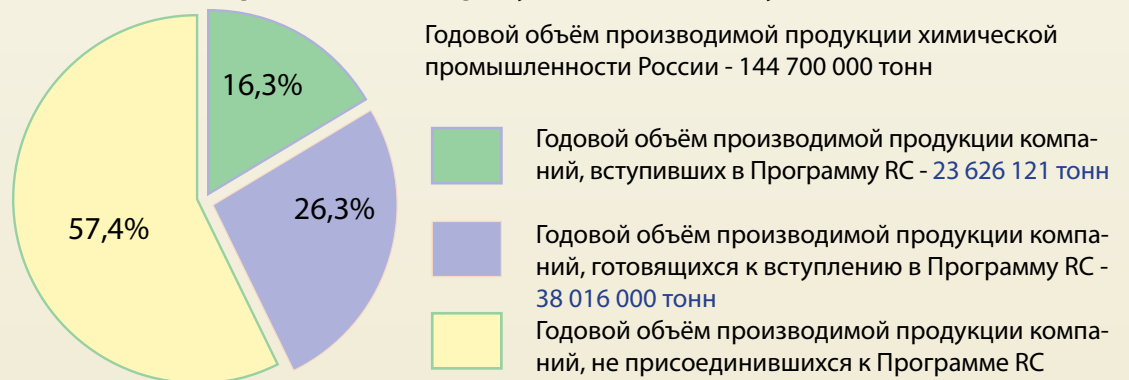 Годовой объём производимой продукции химической
промышленности России - 144 700 000 тонн
16,3%
26,3%
57,4%
Годовой объём производимой продукции компа-
ний, вступивших в Программу RC - 23 626 121 тонн
Годовой объём производимой продукции компа-
ний, готовящихся к вступлению в Программу RC -
38 016 000 тонн
Годовой объём производимой продукции компа-
ний, не присоединившихся к Программе RC